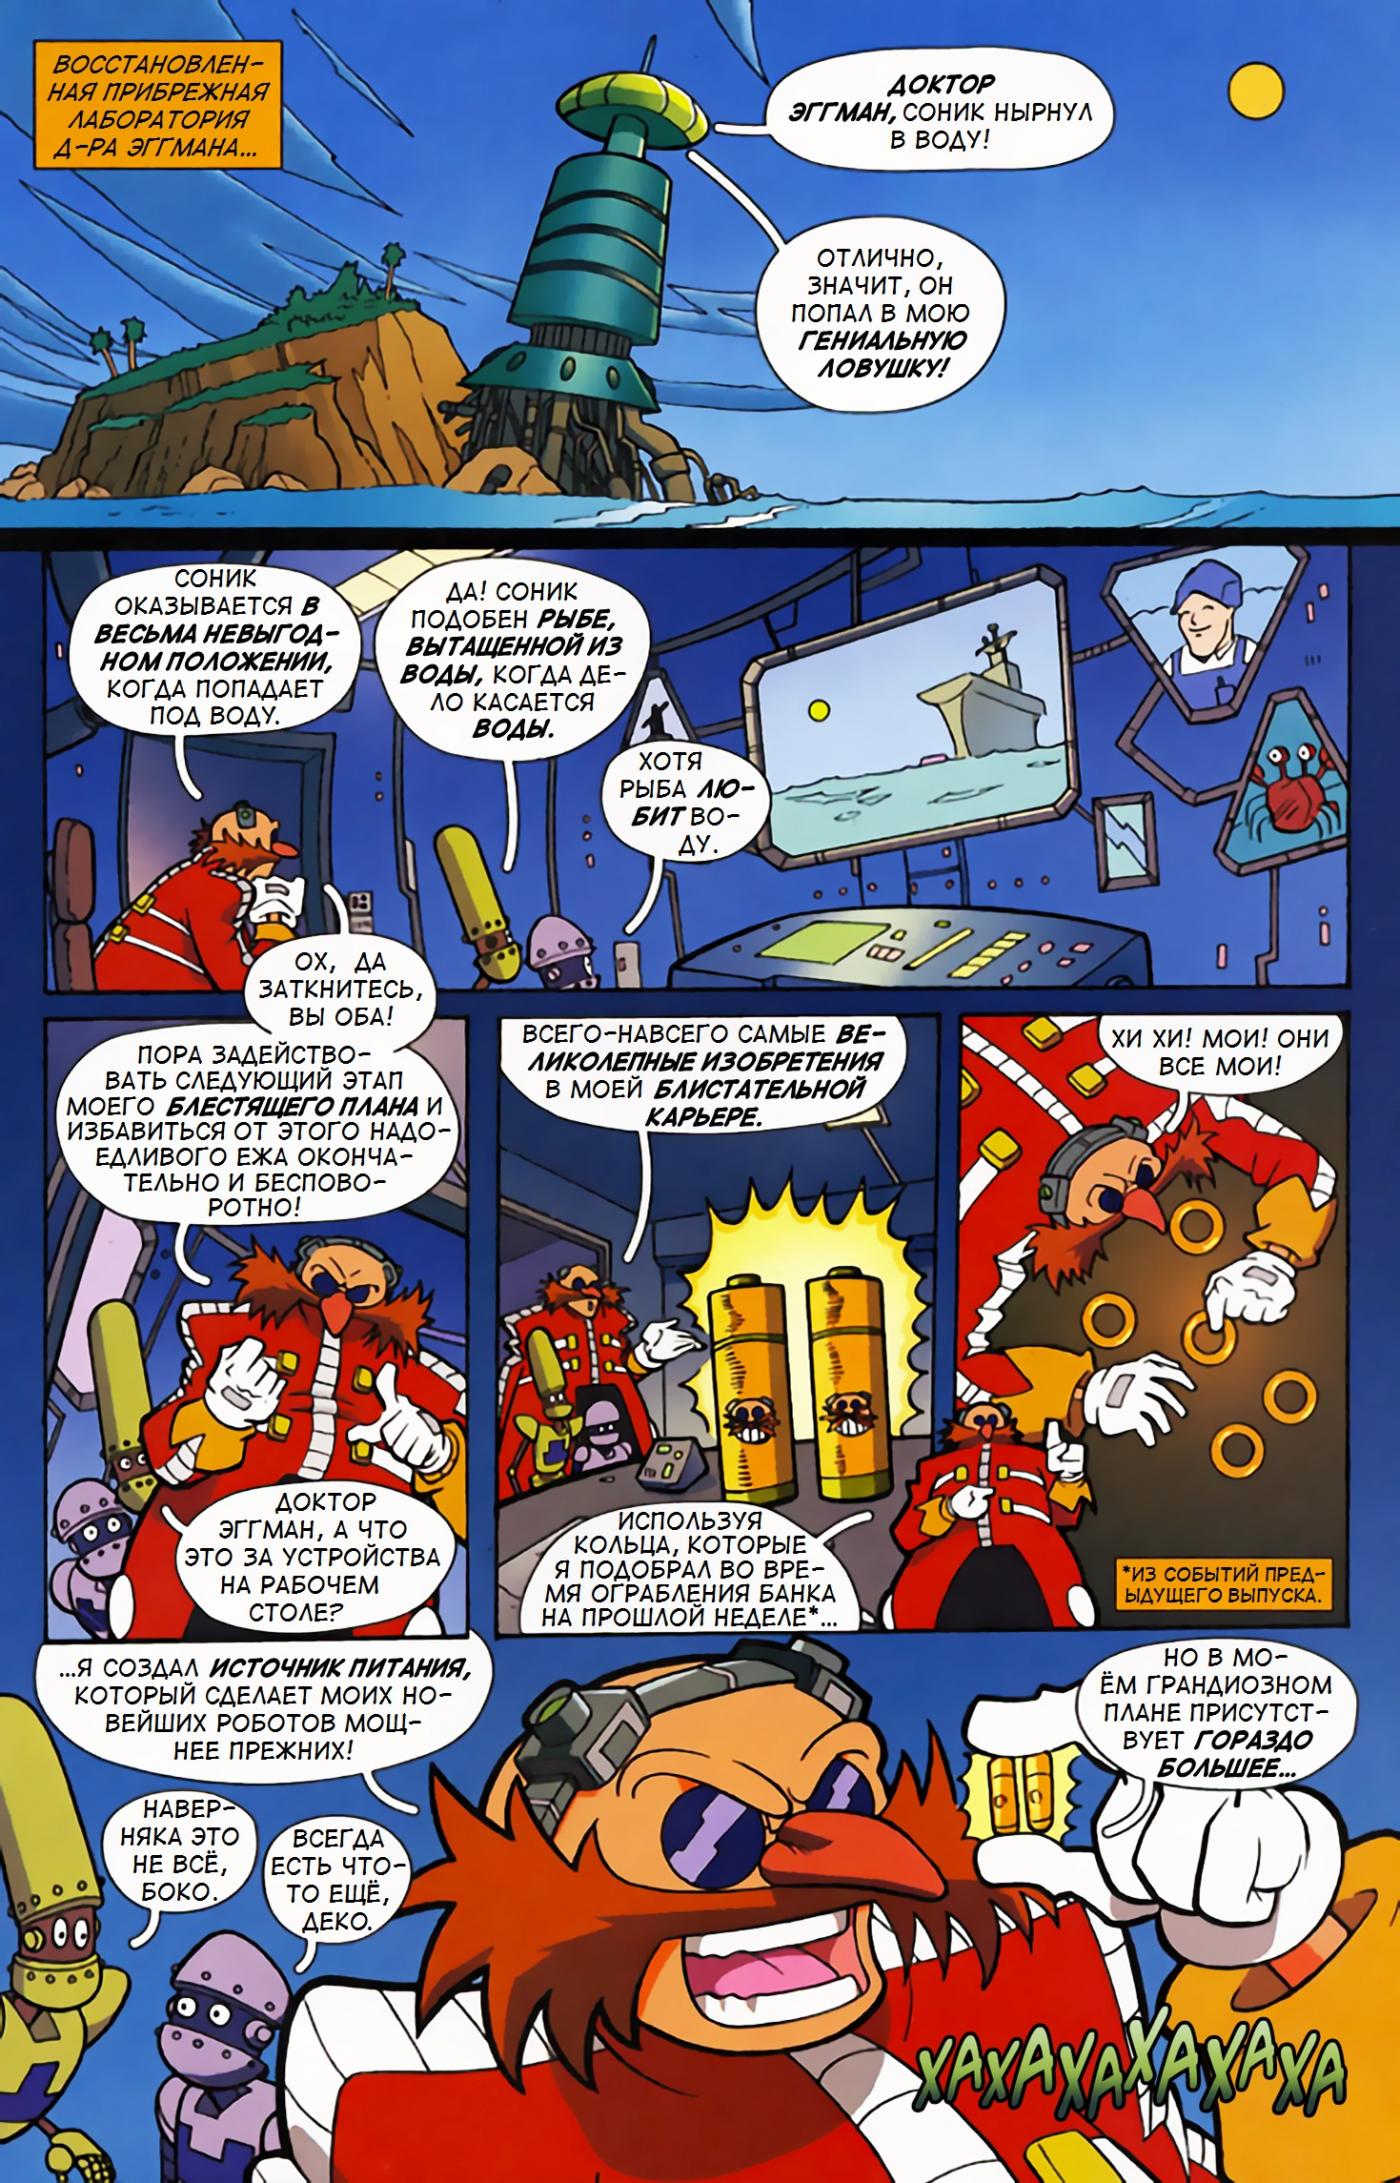 ВОССТАНОВЛЕН-
НАЯ ПРИБРЕЖНАЯ
ЛАБОРАТОРИЯ
Д-РА ЭГГМАНА...
ДОКТОР
ЭГГМАН, СОНИК НЫРНУЛ
В ВОДУ!
ОТЛИЧНО,
ЗНАЧИТ, ОН
ПОПАЛ В МОЮ
ГЕНИАЛЬНУЮ
ЛОВУШКУ!
СОНИК
ОКАЗЫВАЕТСЯ В
ВЕСЬМА НЕВЫГОД-
НОМ ПОЛОЖЕНИИ,
КОГДА ПОПАДАЕТ
ПОД ВОДУ.
ДА! СОНИК
ПОДОБЕН РЫБЕ,
ВЫТАЩЕННОЙ ИЗ
ВОДЫ, КОГДА ДЕ-
ЛО КАСАЕТСЯ
ВОДЫ.
ХОТЯ
РЫБА ЛЮ-
БИТ ВО-
ДУ.
ОХ, ДА
ЗАТКНИТЕСЬ,
ВЫ ОБА!
ПОРА ЗАДЕЙСТВО-
ВАТЬ СЛЕДУЮЩИЙ ЭТАП
МОЕГО БЛЕСТЯЩЕГО ПЛАНА И
ИЗБАВИТЬСЯ ОТ ЭТОГО НАДО-
ЕДЛИВОГО ЕЖА ОКОНЧА-
ТЕЛЬНО И БЕСПОВО-
РОТНО!
ДОКТОР
ЭГГМАН, А ЧТО
ЭТО ЗА УСТРОЙСТВА
НА РАБОЧЕМ
СТОЛЕ?
ВСЕГО-НАВСЕГО САМЫЕ ВЕ-
ЛИКОЛЕПНЫЕ ИЗОБРЕТЕНИЯ
В МОЕЙ БЛИСТАТЕЛЬНОЙ
КАРЬЕРЕ.
ИСПОЛЬЗУЯ
КОЛЬЦА, КОТОРЫЕ
Я ПОДОБРАЛ ВО ВРЕ-
МЯ ОГРАБЛЕНИЯ БАНКА
НА ПРОШЛОЙ НЕДЕЛЕ*...
ХИ ХИ! МОИ! ОНИ
ВСЕ МОИ!
*ИЗ СОБЫТИЙ ПРЕД-
ЫДУЩЕГО ВЫПУСКА.
...Я СОЗДАЛ ИСТОЧНИК ПИТАНИЯ,
КОТОРЫЙ СДЕЛАЕТ МОИХ НО-
ВЕЙШИХ РОБОТОВ МОЩ-
НЕЕ ПРЕЖНИХ!
НАВЕР-
НЯКА ЭТО
НЕ ВСЁ,
БОКО.
ВСЕГДА
ЕСТЬ ЧТО-
ТО ЕЩЁ,
ДЕКО.
НО В МО-
ЁМ ГРАНДИОЗНОМ
ПЛАНЕ ПРИСУТСТ-
ВУЕТ ГОРАЗДО
БОЛЬШЕЕ...
ХАХАХАХАХАХА